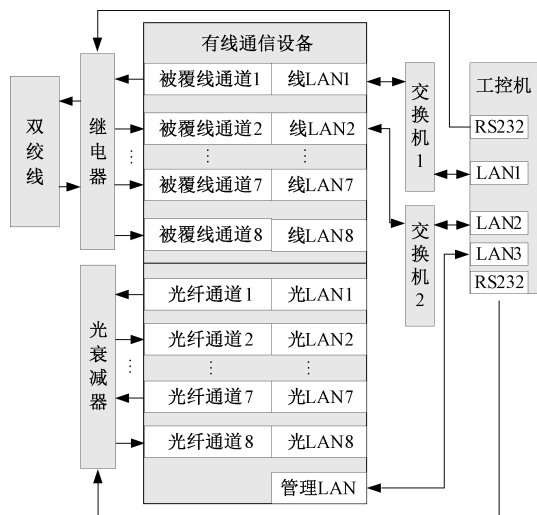 有线通信设备
被覆线通道1 线LAN1
被覆线通道2 线LAN2
⋮ ⋮
被覆线通道7 线LAN7
被覆线通道8 线LAN8
光纤通道1 光LAN1
光纤通道2 光LAN2
⋮ ⋮
光纤通道7 光LAN7
光纤通道8 光LAN8
管理LAN
双绞线
继电器
⋮
光衰减器
⋮
交换机1
交换机2
工控机
RS232
LAN1
LAN2
LAN3
RS232